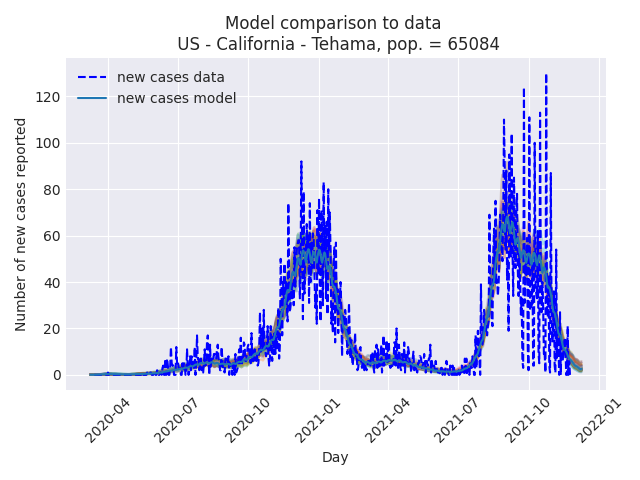 Model comparison to data
US - California - Tehama, pop. = 65084
new cases data
new cases model
Number of new cases reported
120
100
80
60
40
20
0
2020-04
2020-07
2020-10
2021-01
2021-04
2021-07
2021-10
2022-01
Day